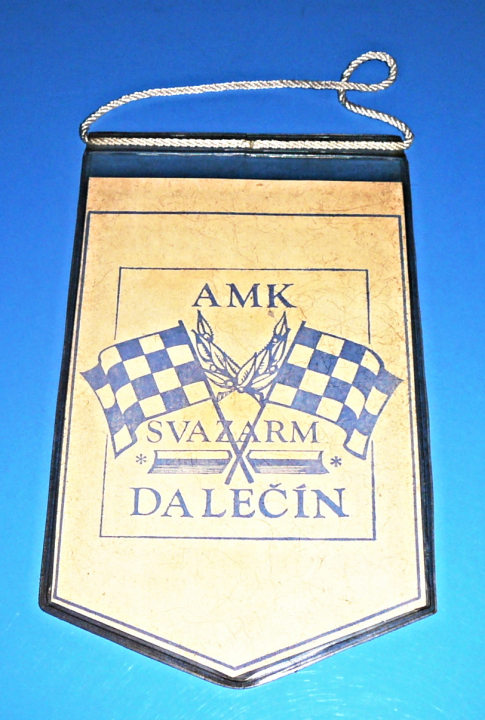 AMK
SVAZARM
* *
DALEČÍN